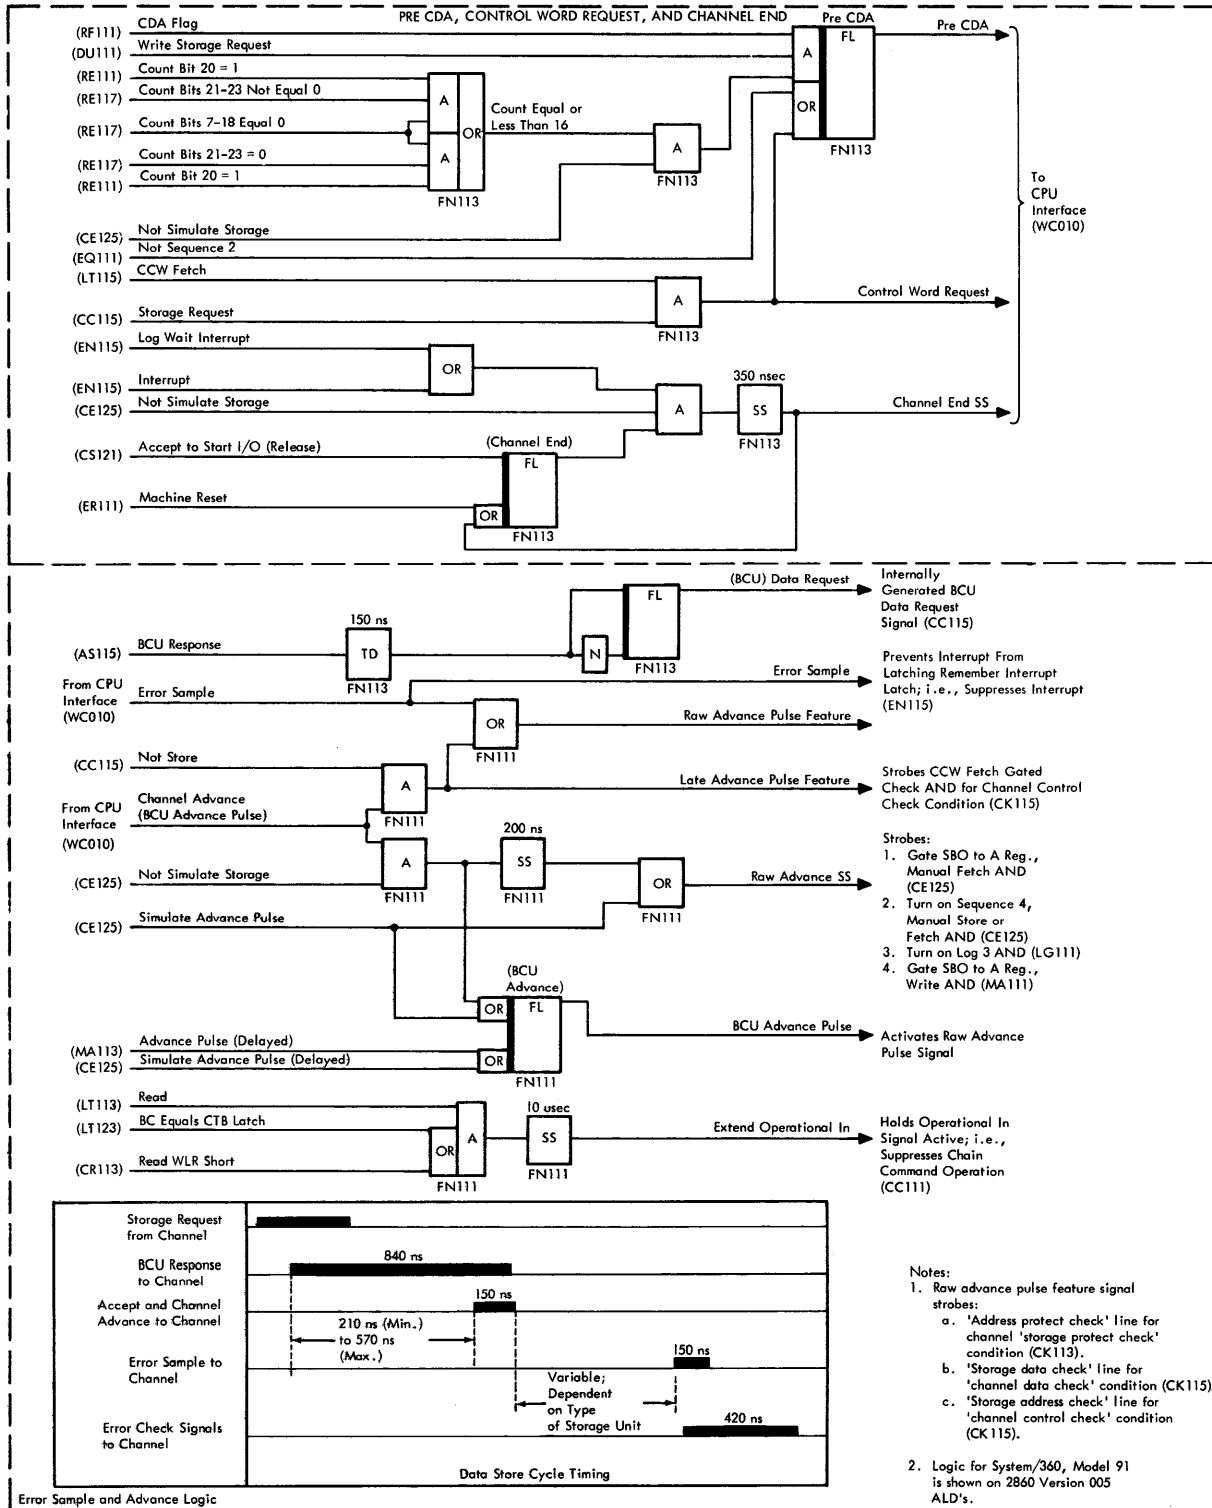 PRE CDA, CONTROL WORD REQUEST, AND CHANNEL END
Pre CDA
(RF111) CDA Flag
FL
Pre CDA
(DU111) Write Storage Request
A
(RE111) Count Bit 20 = 1
(RE117) Count Bits 21-23 Not Equal 0
A
OR
Count Equal or
Less Than 16
OR
(RE117) Count Bits 7-18 Equal 0
A
A
FN113
(RE117) Count Bits 21-23 = 0
(RE111) Count Bit 20 = 1
FN113
FN113
To
CPU
Interface
(WC010)
(CE125) Not Simulate Storage
(EQ111) Not Sequence 2
(LT115) CCW Fetch
A
Control Word Request
(CC115) Storage Request
FN113
(EN115) Log Wait Interrupt
OR
(EN115) Interrupt
350 nsec
(CE125) Not Simulate Storage
A
SS
Channel End SS
FN113
(CS121) Accept to Start I/O (Release)
(Channel End)
FL
(ER111) Machine Reset
OR
FN113
(BCU) Data Request
FL
Internally
Generated BCU
Data Request
Signal (CC115)
150 ns
(AS115) BCU Response
TD
N
FN113
FN113
From CPU
Interface
(WC010)
Error Sample
Error Sample
Prevents Interrupt From
Latching Remember Interrupt
Latch; i.e., Suppresses Interrupt
(EN115)
OR
Raw Advance Pulse Feature
FN111
(CC115) Not Store
A
Late Advance Pulse Feature
Strobes CCW Fetch Gated
Check AND for Channel Control
Check Condition (CK115)
FN111
From CPU
Interface
(WC010)
Channel Advance
(BCU Advance Pulse)
200 ns
A
SS
FN111
FN111
(CE125) Not Simulate Storage
OR
Raw Advance SS
FN111
Strobes:
1. Gate SBO to A Reg.,
Manual Fetch AND
(CE125)
2. Turn on Sequence 4,
Manual Store or
Fetch AND (CE125)
3. Turn on Log 3 AND (LG111)
4. Gate SBO to A Reg.,
Write AND (MA111)
(CE125) Simulate Advance Pulse
(BCU
Advance)
OR
FL
BCU Advance Pulse
Activates Raw Advance
Pulse Signal
(MA113) Advance Pulse (Delayed)
(CE125) Simulate Advance Pulse (Delayed)
OR
FN111
(LT113) Read
(LT123) BC Equals CTB Latch
10 usec
OR
A
SS
Extend Operational In
Holds Operational In
Signal Active; i.e.,
Suppresses Chain
Command Operation
(CC111)
(CR113) Read WLR Short
FN111
FN111
Storage Request
from Channel
BCU Response
to Channel
840 ns
Accept and Channel
Advance to Channel
150 ns
210 ns (Min.)
to 570 ns
(Max.)
Error Sample to
Channel
150 ns
Variable;
Dependent
on Type
of Storage Unit
Error Check Signals
to Channel
420 ns
Data Store Cycle Timing
Error Sample and Advance Logic
Notes:
1. Raw advance pulse feature signal
strobes:
a. 'Address protect check' line for
channel 'storage protect check'
condition (CK113).
b. 'Storage data check' line for
'channel data check' condition (CK115)
c. 'Storage address check' line for
'channel control check' condition
(CK115).
2. Logic for System/360, Model 91
is shown on 2860 Version 005
ALD's.